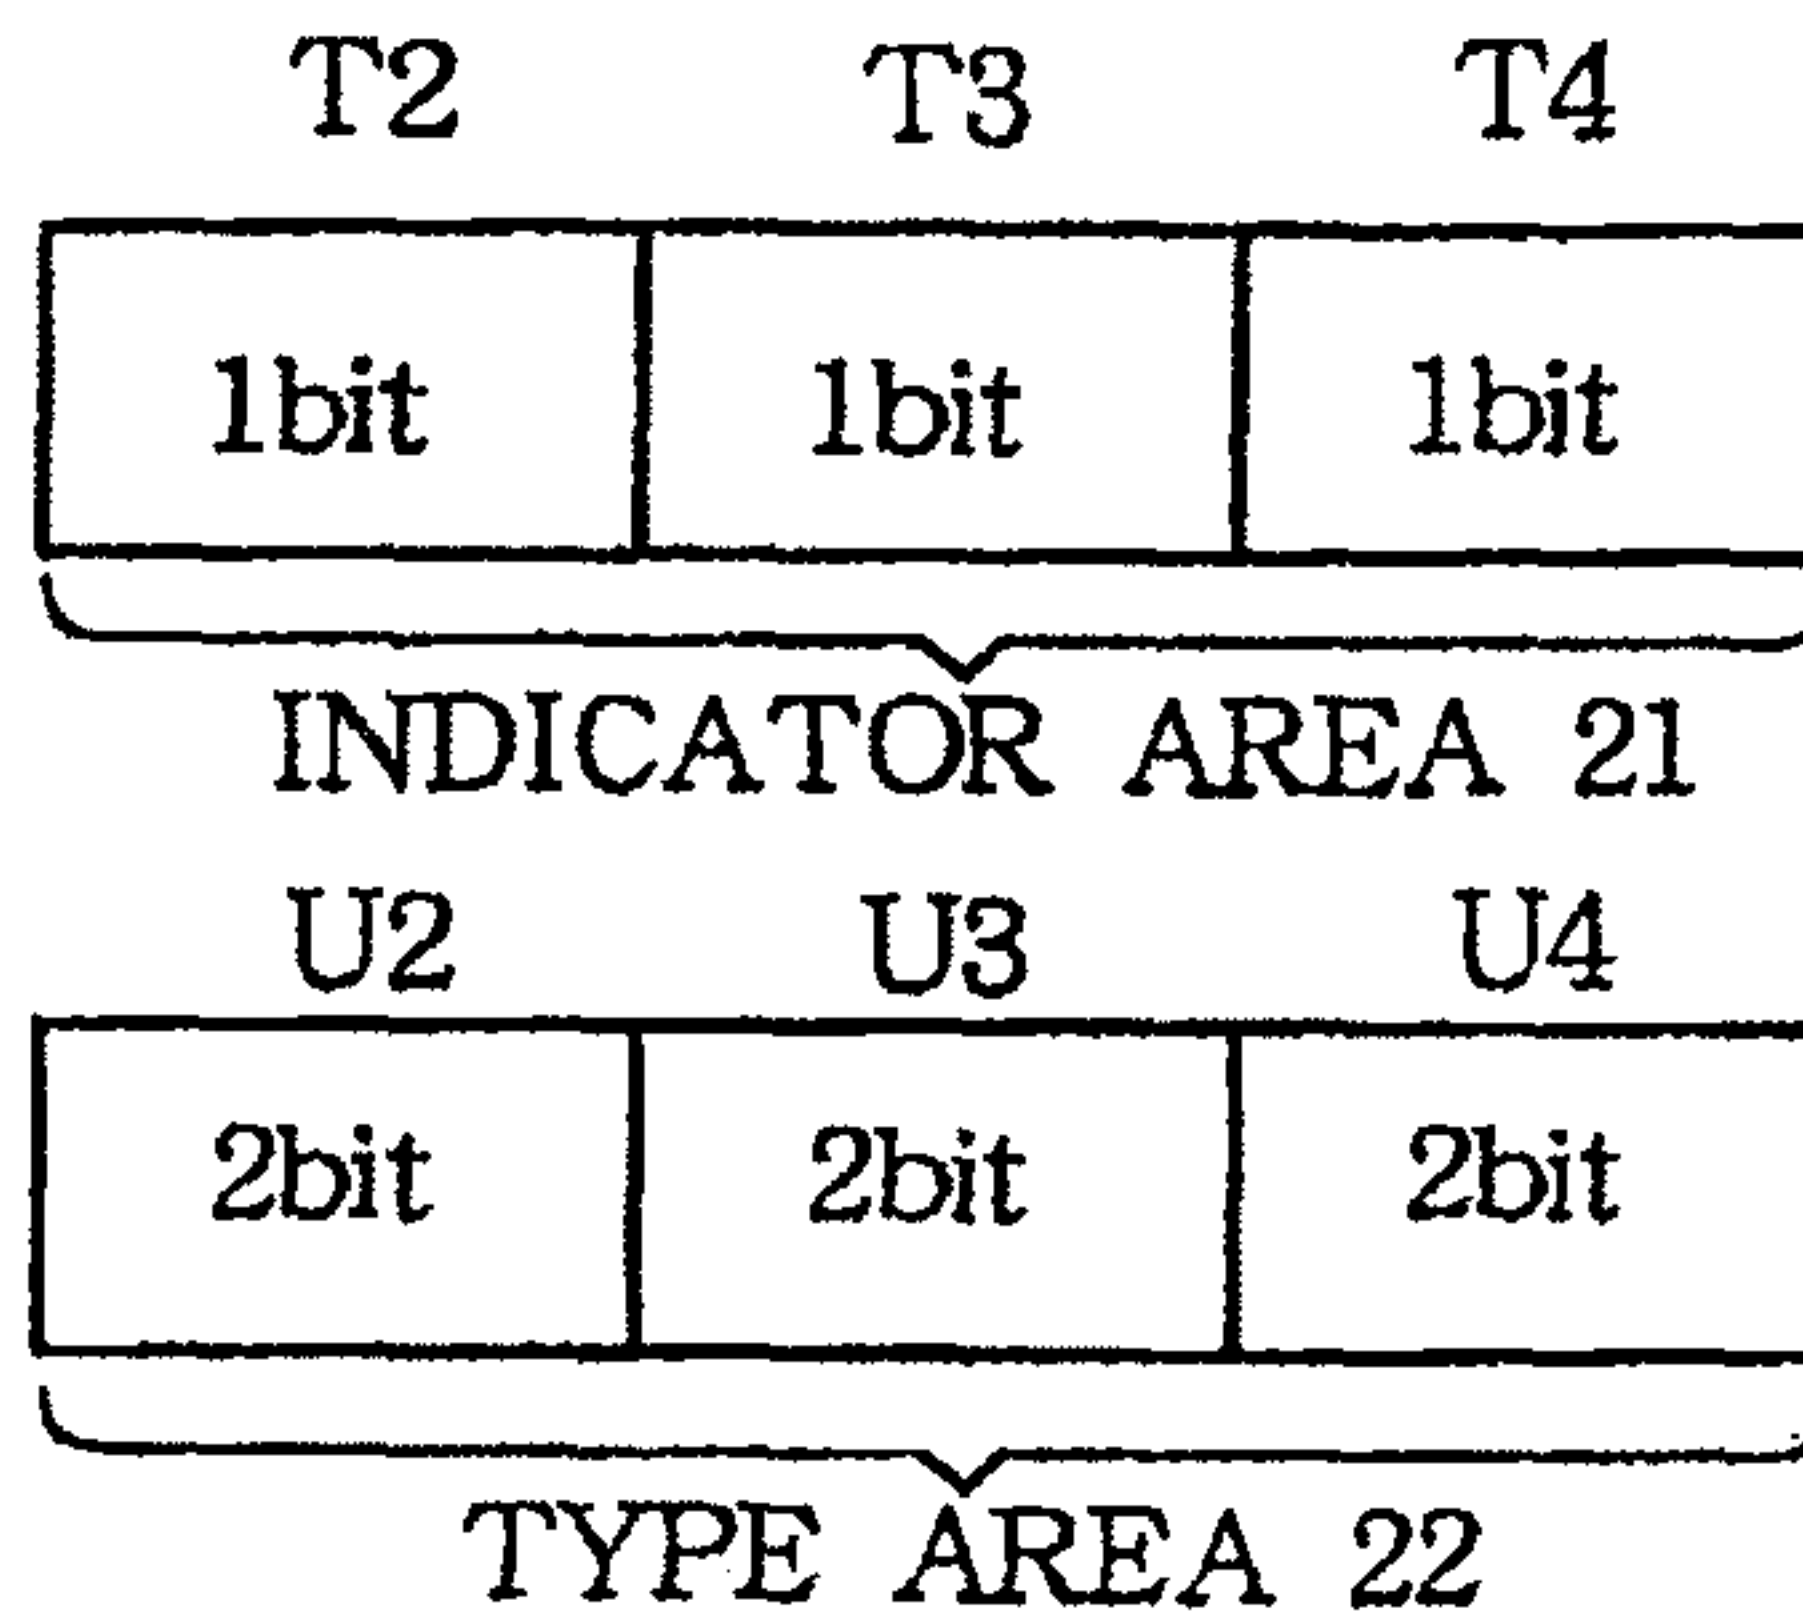 T2 T3 T4
1bit 1bit 1bit
INDICATOR AREA 21
U2 U3 U4
2bit 2bit 2bit
TYPE AREA 22